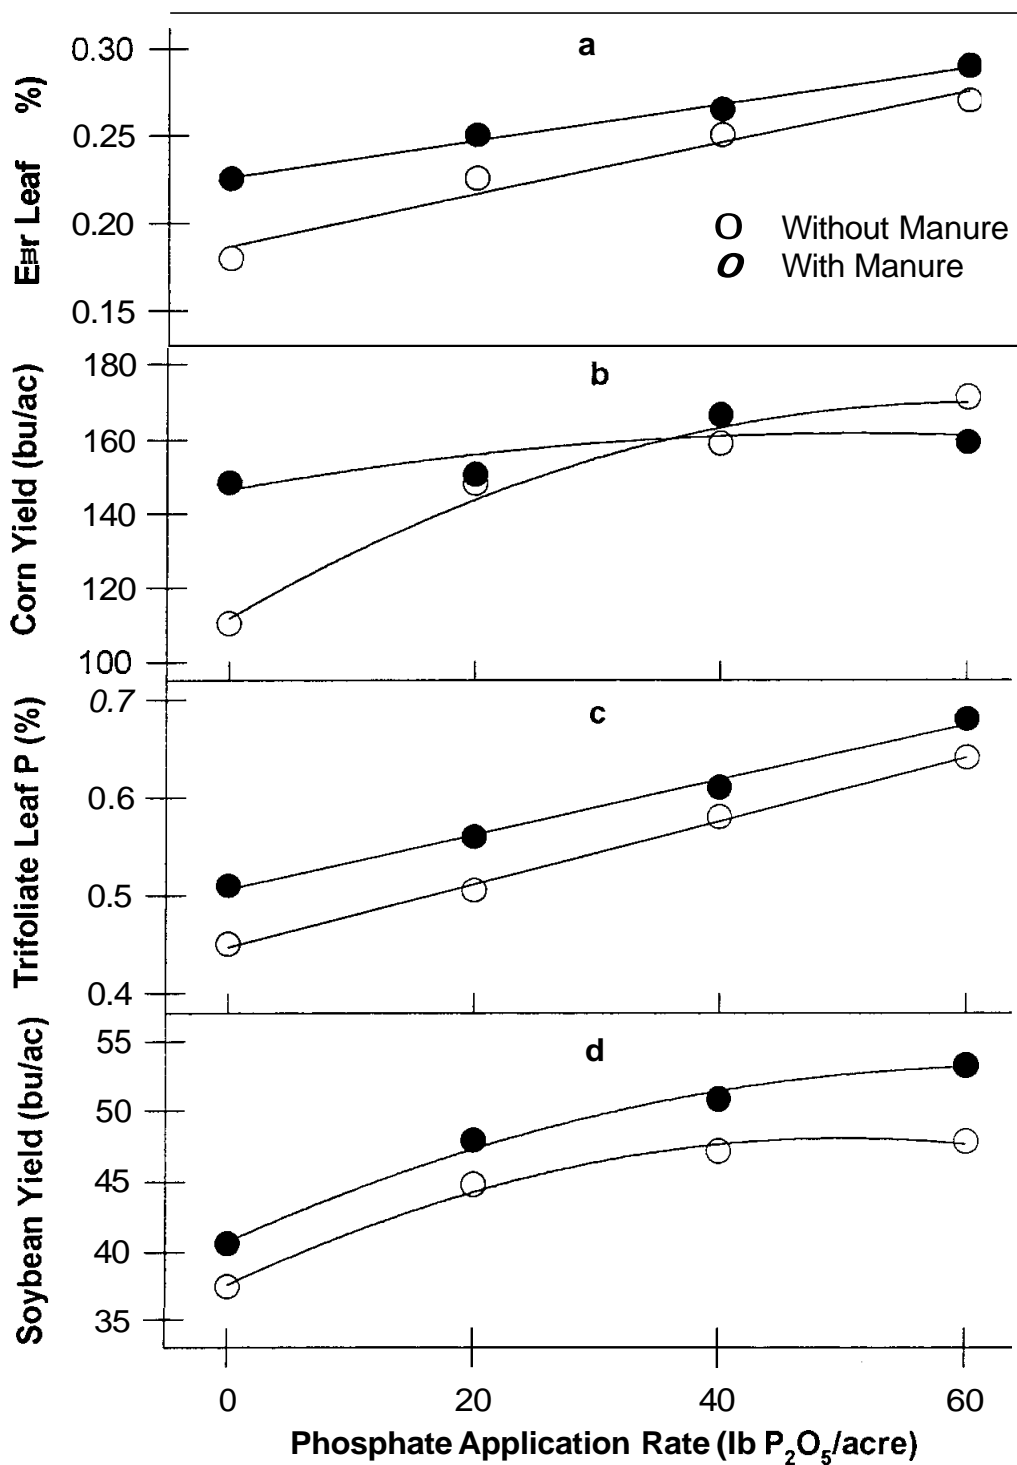 a
0.30
0.25
0.20
0.15
Leaf %)
Without Manure
With Manure
b
180
160
140
120
100
Corn Yield (bu/ac)
c
0.7
0.6
0.5
0.4
Trifoliate Leaf P (%)
d
55
50
45
40
35
Soybean Yield (bu/ac)
0 20 40 60
Phosphate Application Rate (lb P₂O₅/acre)